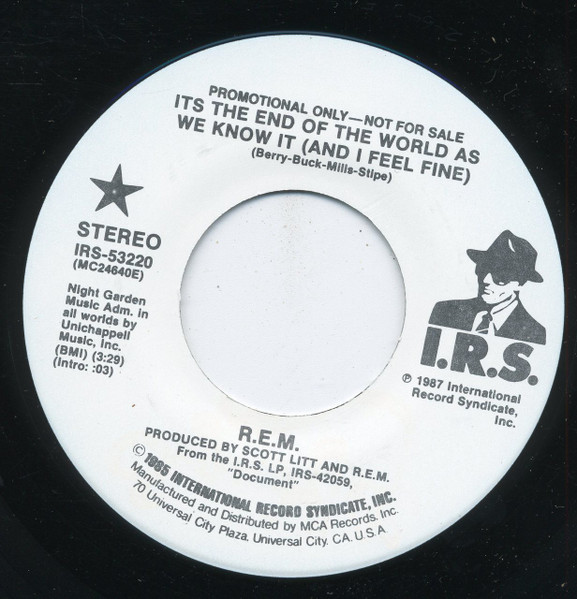 PROMOTIONAL ONLY—NOT FOR SALE
ITS THE END OF THE WORLD AS
WE KNOW IT (AND I FEEL FINE)
(Berry-Buck-Mills-Stipe)
STEREO
IRS-53220
(MC24640E)
Night Garden
Music Adm. in
all worlds by
Unichappell
Music, Inc.
(BMI) (3:29)
(Intro: :03)
I.R.S.
℗ 1987 International
Record Syndicate,
Inc.
R.E.M.
PRODUCED BY SCOTT LITT AND R.E.M.
From the I.R.S. LP, IRS-42059,
"Document"
© 1985 INTERNATIONAL RECORD SYNDICATE, INC.
Manufactured and Distributed by MCA Records, Inc.
70 Universal City Plaza, Universal City, CA. U.S.A.